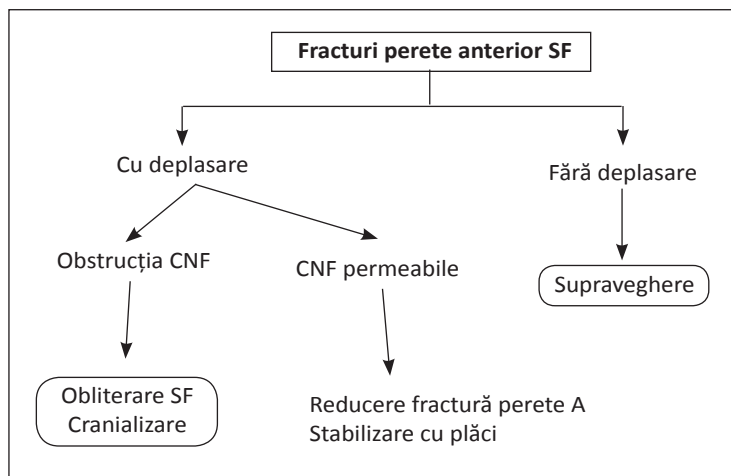 Fracturi perete anterior SF
Cu deplasare
Fără deplasare
Obstrucția CNF
CNF permeabile
Supraveghere
Obliterare SF
Cranializare
Reducere fractură perete A
Stabilizare cu plăci